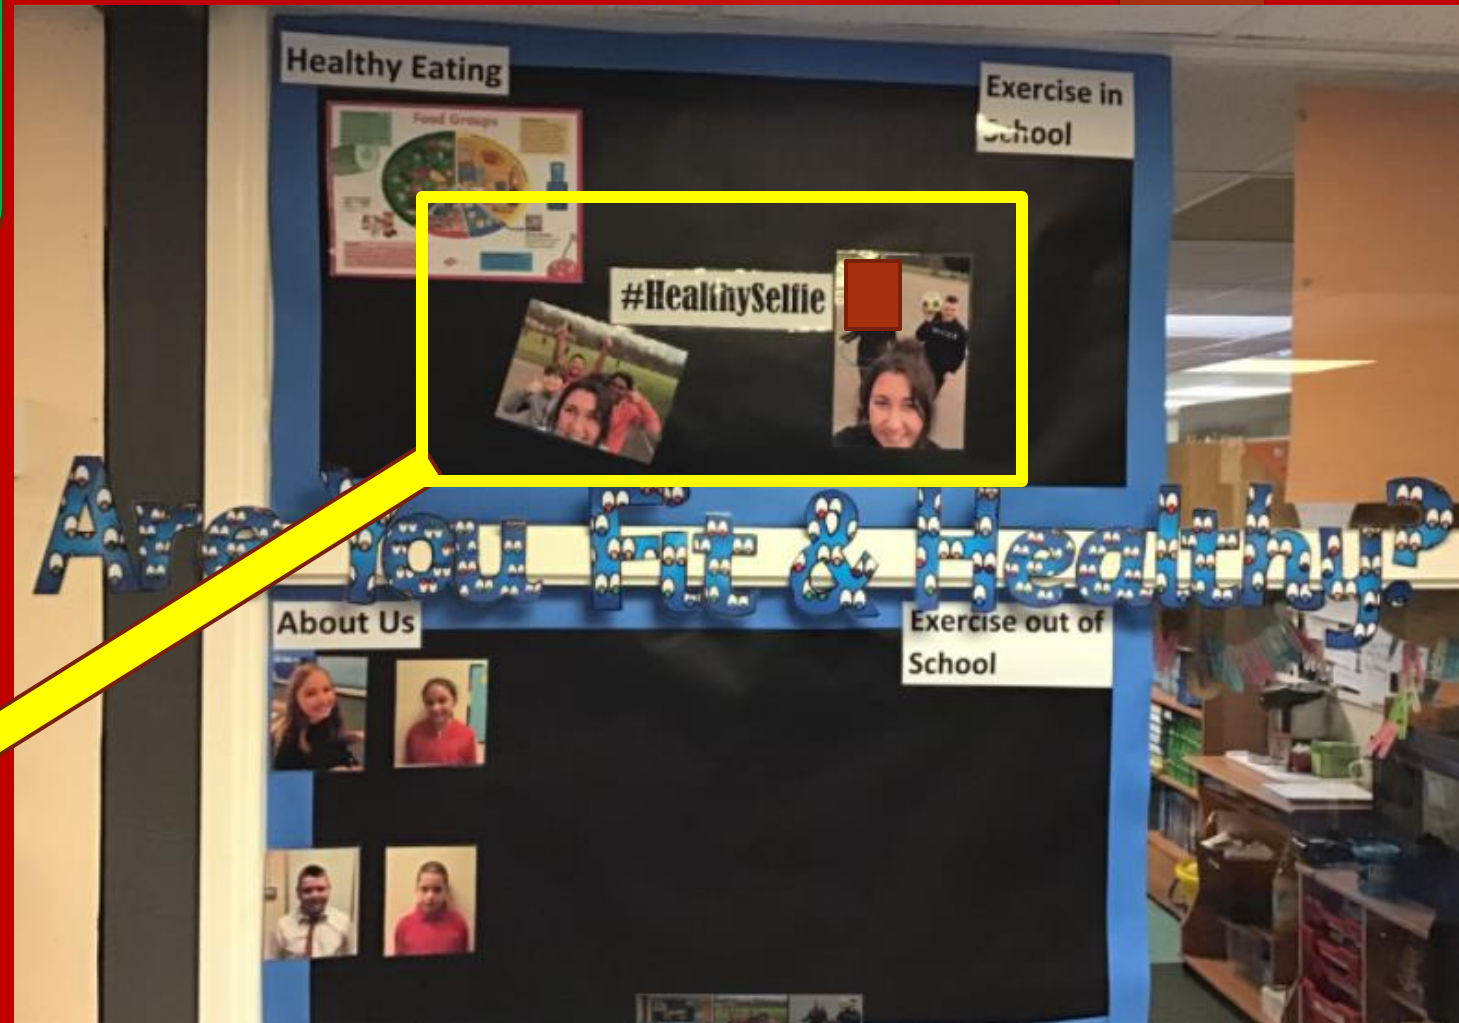 Healthy Eating
Exercise in
School
Food Groups
#HealthySelfie
Are You Fit & Healthy?
About Us
Exercise out of
School